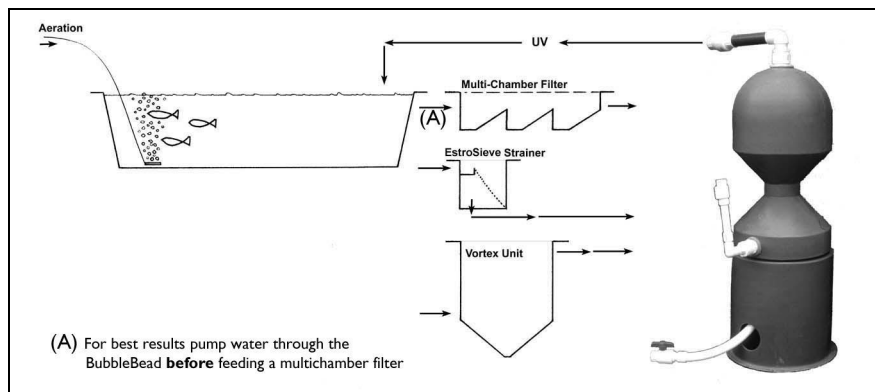 Aeration
UV
Multi-Chamber Filter
(A)
EstroSieve Strainer
Vortex Unit
(A) For best results pump water through the
BubbleBead before feeding a multichamber filter